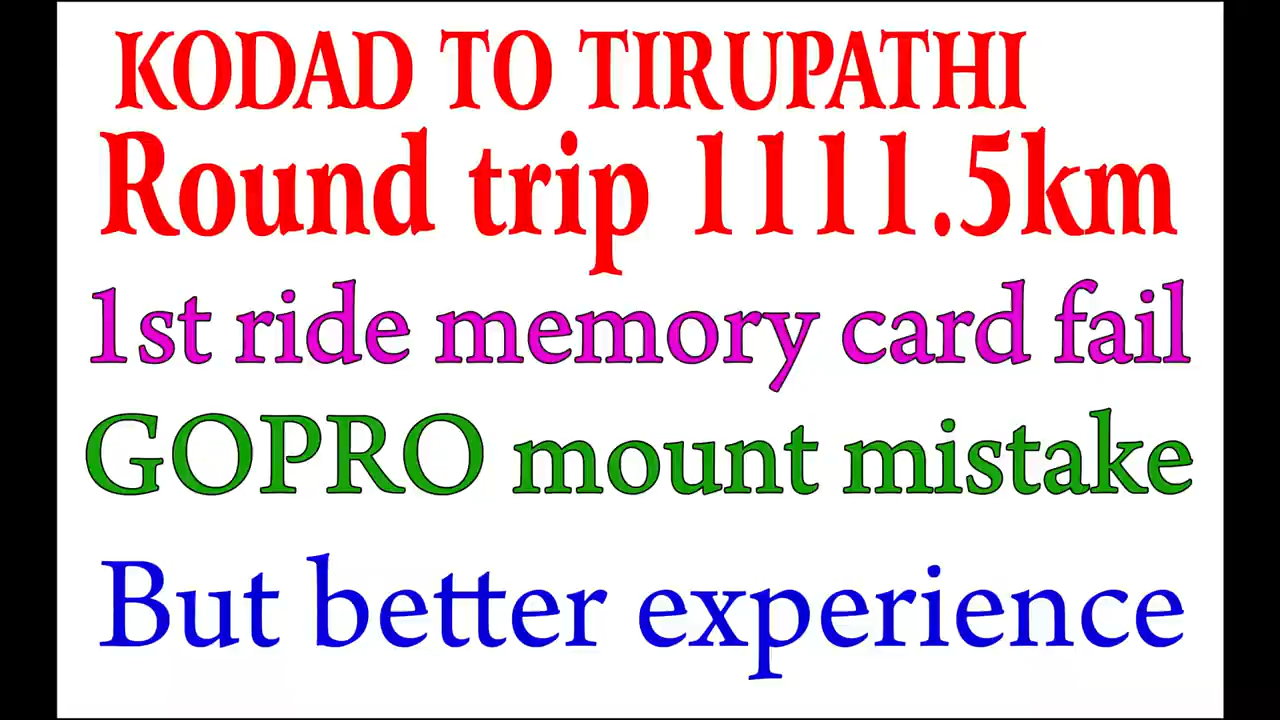 KODAD TO TIRUPATHI
Round trip 1111.5km
1st ride memory card fail
GOPRO mount mistake
But better experience